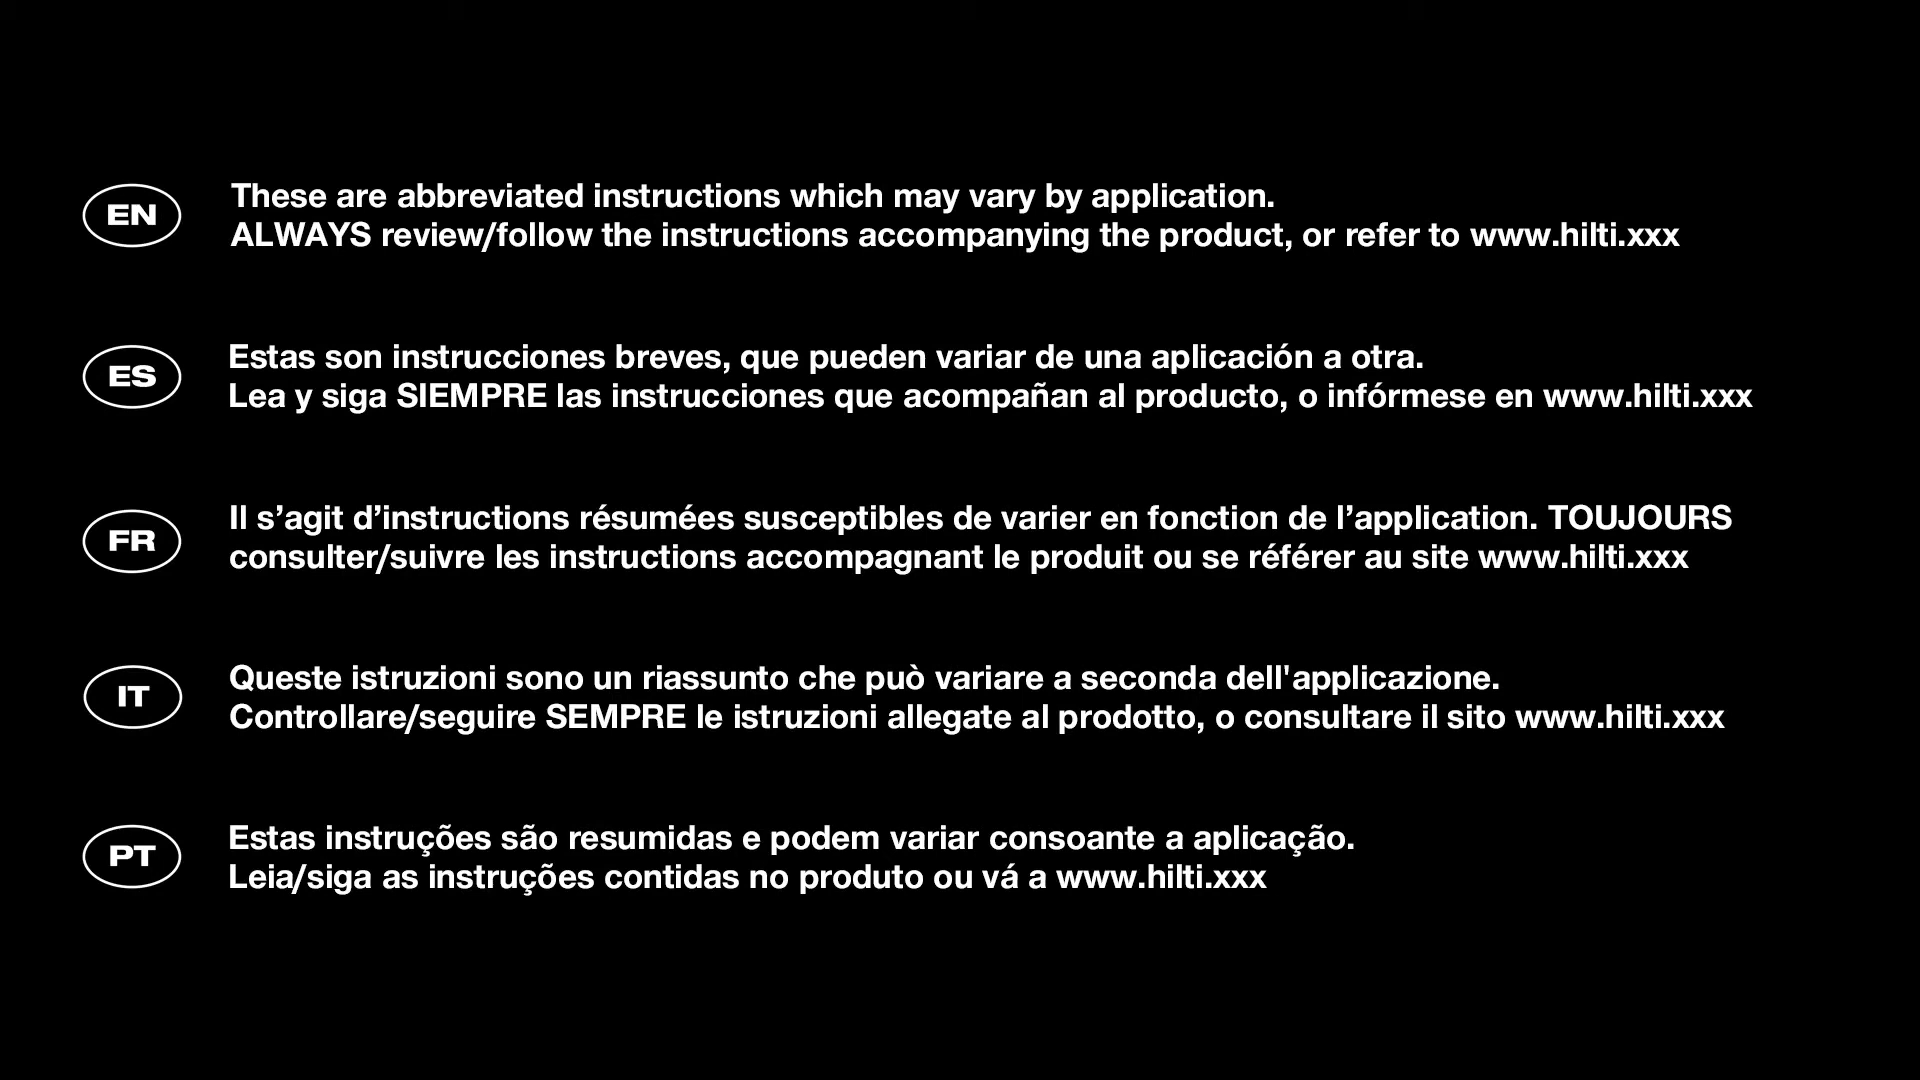 EN
These are abbreviated instructions which may vary by application.
ALWAYS review/follow the instructions accompanying the product, or refer to www.hilti.xxx
ES
Estas son instrucciones breves, que pueden variar de una aplicación a otra.
Lea y siga SIEMPRE las instrucciones que acompañan al producto, o infórmese en www.hilti.xxx
FR
Il s’agit d’instructions résumées susceptibles de varier en fonction de l’application. TOUJOURS
consulter/suivre les instructions accompagnant le produit ou se référer au site www.hilti.xxx
IT
Queste istruzioni sono un riassunto che può variare a seconda dell'applicazione.
Controllare/seguire SEMPRE le istruzioni allegate al prodotto, o consultare il sito www.hilti.xxx
PT
Estas instruções são resumidas e podem variar consoante a aplicação.
Leia/siga as instruções contidas no produto ou vá a www.hilti.xxx